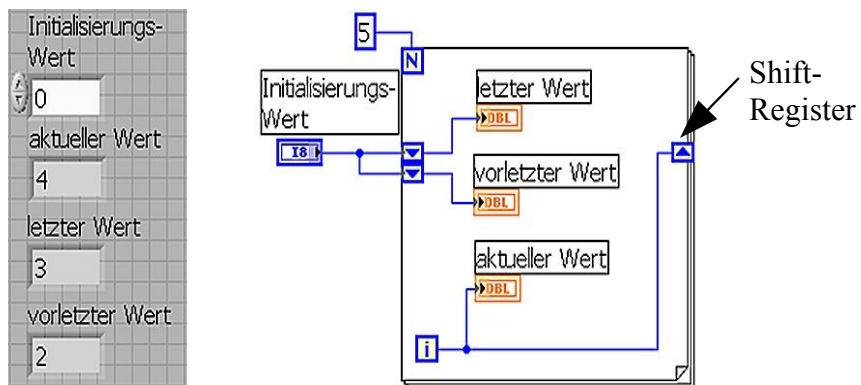 Initialisierungs-
Wert
0
aktueller Wert
4
letzter Wert
3
vorletzter Wert
2
5
N
Initialisierungs-
Wert
I8
letzter Wert
DBL
vorletzter Wert
DBL
aktueller Wert
DBL
i
Shift-
Register